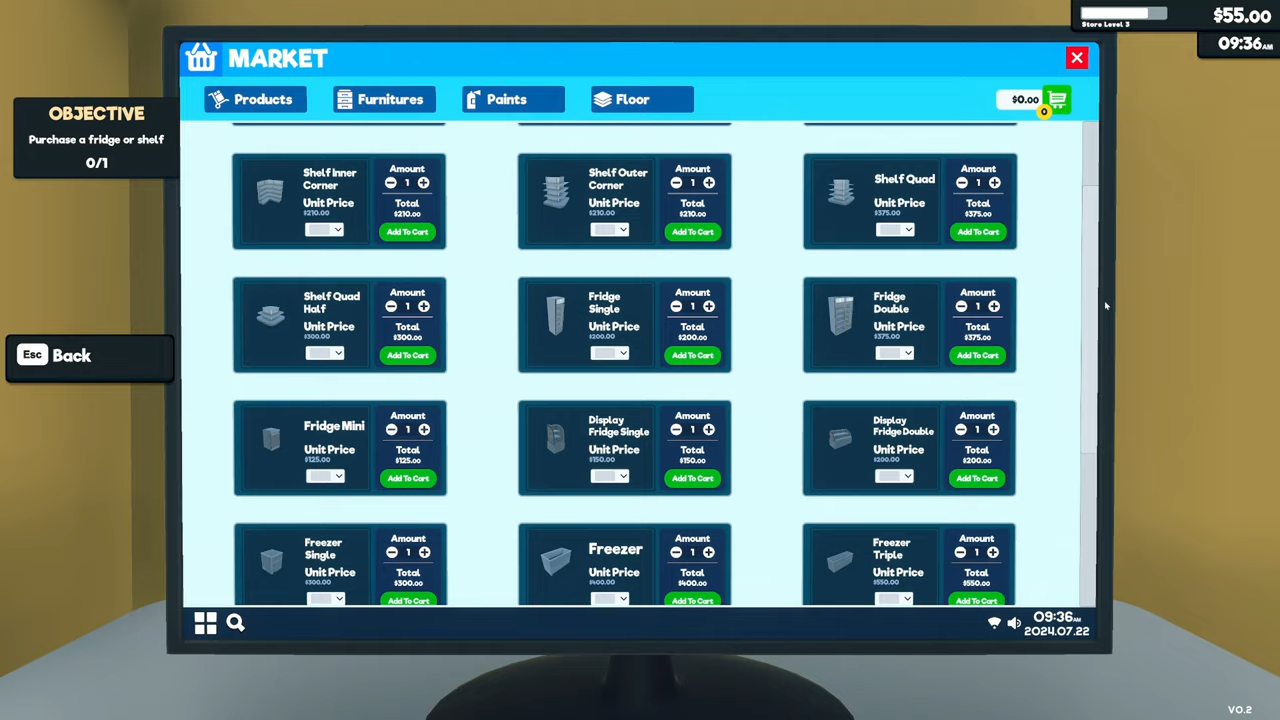 $55.00
Store Level 3
09:36AM
MARKET
Products
Furnitures
Paints
Floor
$0.00
0
OBJECTIVE
Purchase a fridge or shelf
0/1
Esc Back
Shelf Inner
Corner
Unit Price
$210.00
Amount
1
Total
$210.00
Add To Cart
Shelf Outer
Corner
Unit Price
$210.00
Amount
1
Total
$210.00
Add To Cart
Shelf Quad
Unit Price
$375.00
Amount
1
Total
$375.00
Add To Cart
Shelf Quad
Half
Unit Price
$300.00
Amount
1
Total
$300.00
Add To Cart
Fridge
Single
Unit Price
$200.00
Amount
1
Total
$200.00
Add To Cart
Fridge
Double
Unit Price
$375.00
Amount
1
Total
$375.00
Add To Cart
Fridge Mini
Unit Price
$125.00
Amount
1
Total
$125.00
Add To Cart
Display
Fridge Single
Unit Price
$150.00
Amount
1
Total
$150.00
Add To Cart
Display
Fridge Double
Unit Price
$200.00
Amount
1
Total
$200.00
Add To Cart
Freezer
Single
Unit Price
$300.00
Amount
1
Total
$300.00
Add To Cart
Freezer
Unit Price
$400.00
Amount
1
Total
$400.00
Add To Cart
Freezer
Triple
Unit Price
$550.00
Amount
1
Total
$550.00
Add To Cart
09:36AM
2024.07.22
V0.2